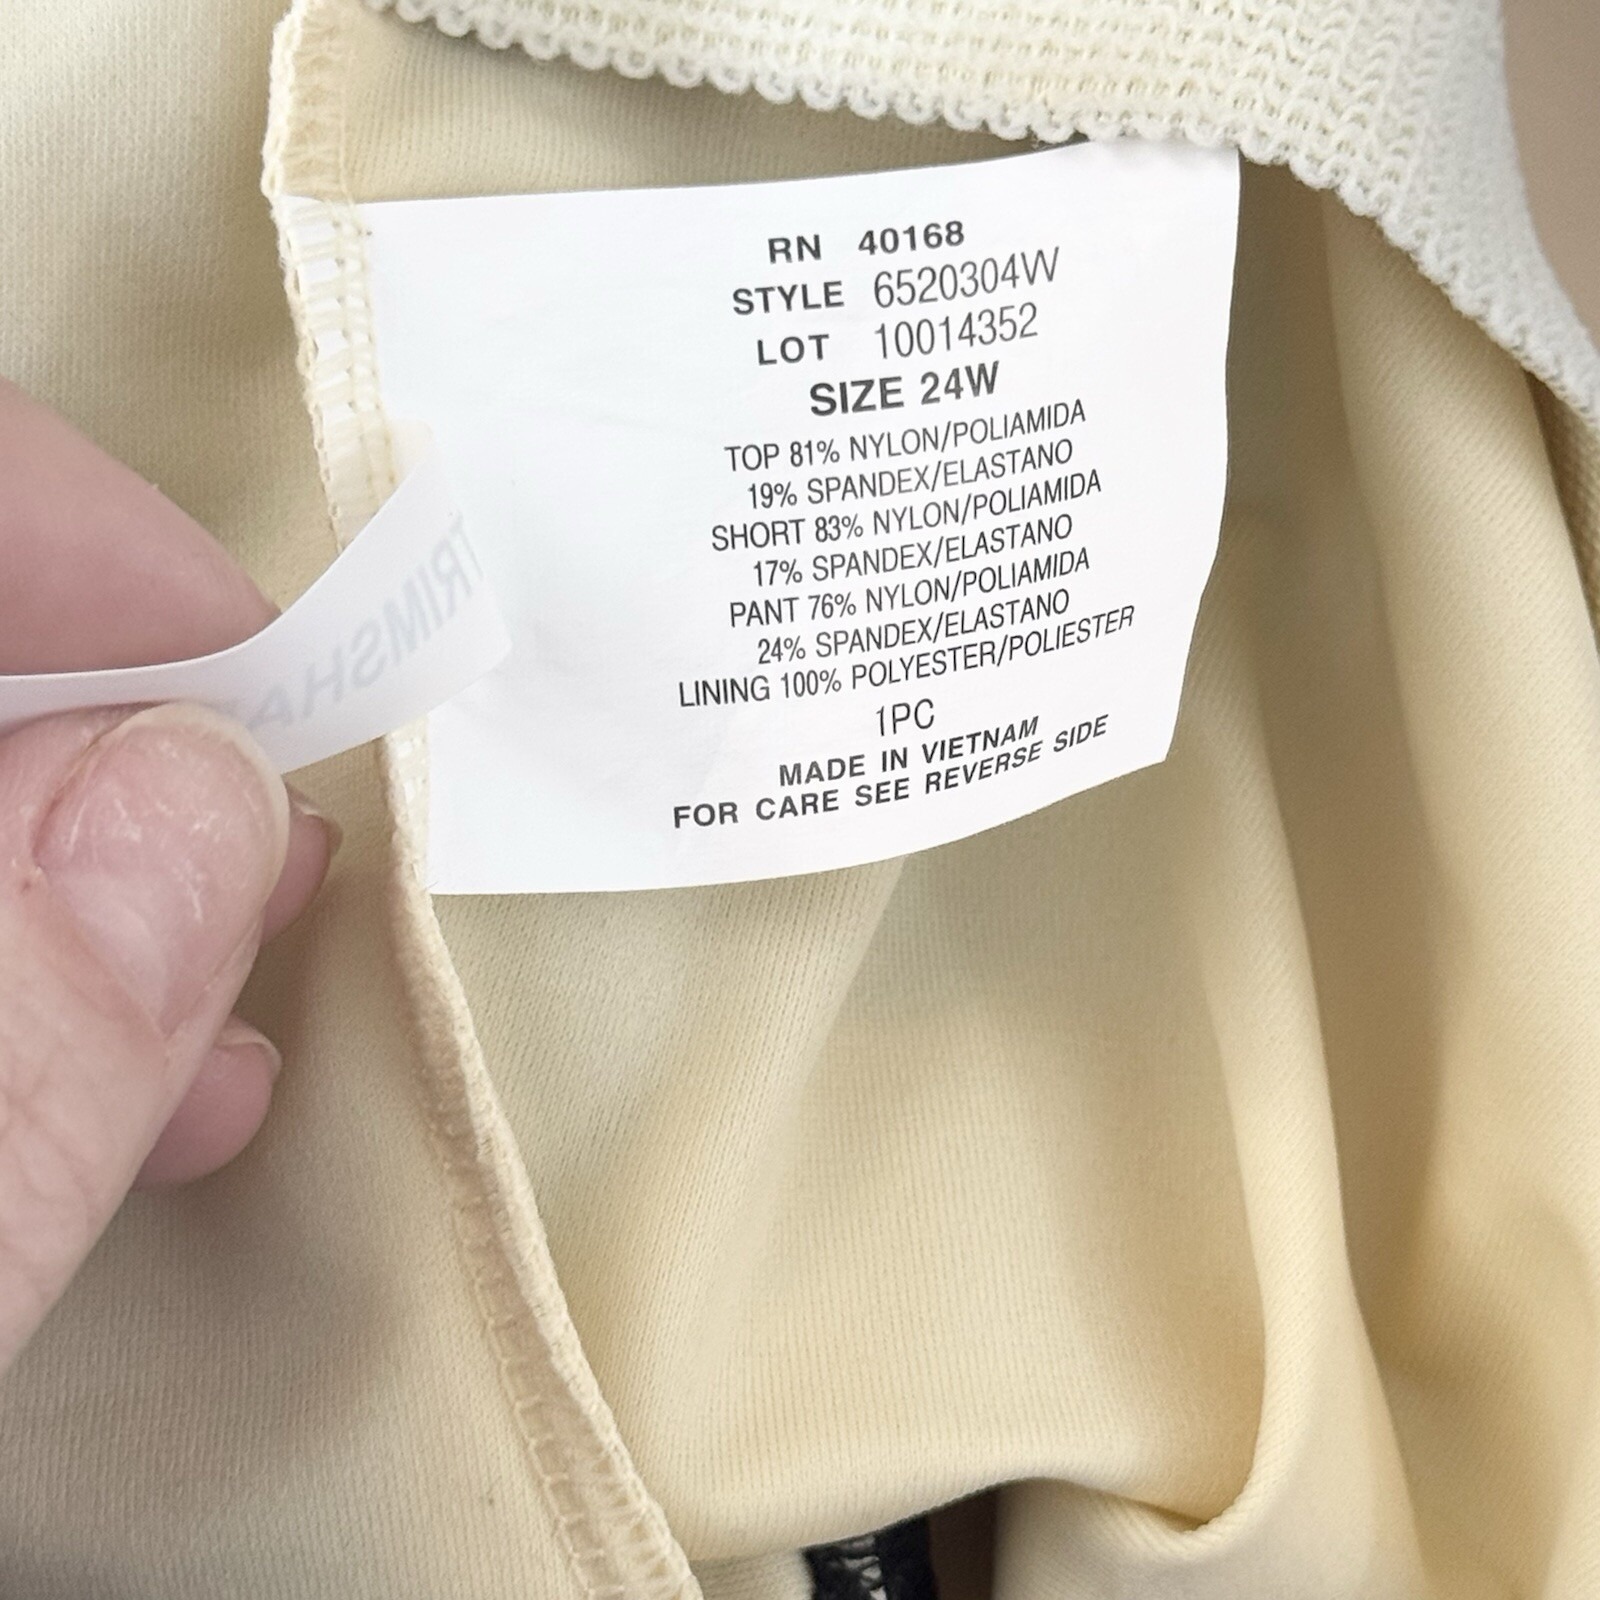 RN 40168
STYLE 6520304W
LOT 10014352
SIZE 24W
TOP 81% NYLON/POLIAMIDA
19% SPANDEX/ELASTANO
SHORT 83% NYLON/POLIAMIDA
17% SPANDEX/ELASTANO
PANT 76% NYLON/POLIAMIDA
24% SPANDEX/ELASTANO
LINING 100% POLYESTER/POLIESTER
1PC
MADE IN VIETNAM
FOR CARE SEE REVERSE SIDE